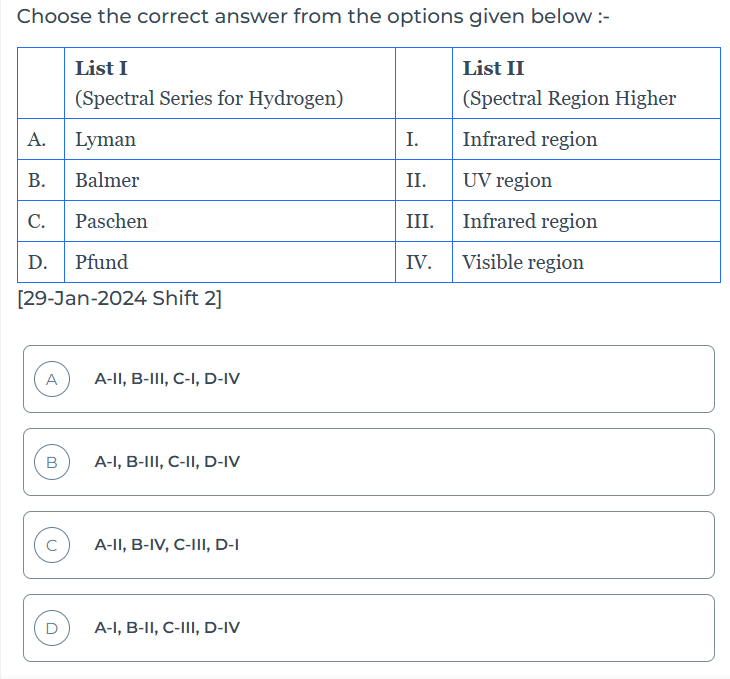 Choose the correct answer from the options given below :-
List I List II
(Spectral Series for Hydrogen) (Spectral Region Higher
A. Lyman I. Infrared region
B. Balmer II. UV region
C. Paschen III. Infrared region
D. Pfund IV. Visible region
[29-Jan-2024 Shift 2]
A A-II, B-III, C-I, D-IV
B A-I, B-III, C-II, D-IV
C A-II, B-IV, C-III, D-I
D A-I, B-II, C-III, D-IV